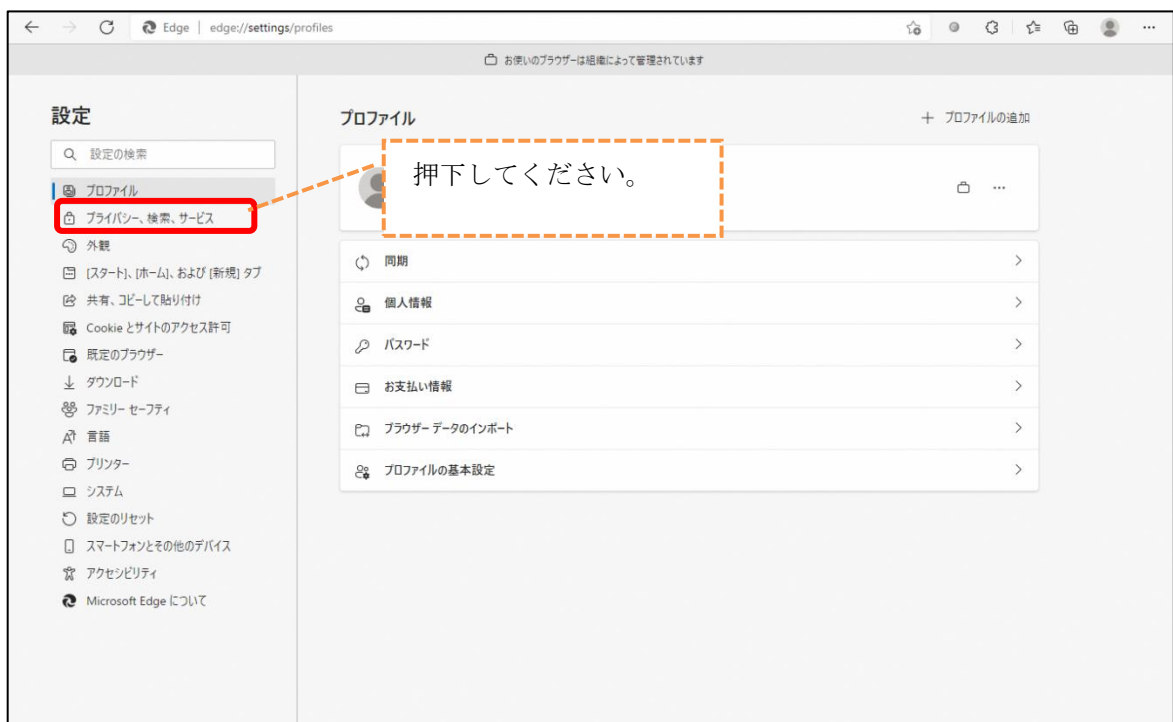 Edge | edge://settings/profiles
お使いのブラウザーは組織によって管理されています
設定
設定の検索
プロファイル
プライバシー、検索、サービス
外観
[スタート]、[ホーム]、および [新規] タブ
共有、コピーして貼り付け
Cookie とサイトのアクセス許可
既定のブラウザー
ダウンロード
ファミリー セーフティ
言語
プリンター
システム
設定のリセット
スマートフォンとその他のデバイス
アクセシビリティ
Microsoft Edge について
プロファイル
プロファイルの追加
押下してください。
同期
個人情報
パスワード
お支払い情報
ブラウザー データのインポート
プロファイルの基本設定